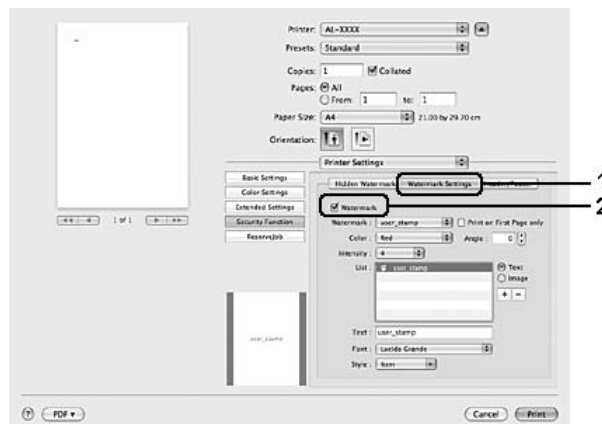 Printer: AL-XXXX
Presets: Standard
Copies: 1 Collated
Pages: All
From: 1 to: 1
Paper Size: A4 21.00 by 29.70 cm
Orientation:
Printer Settings
Basic Settings
Color Settings
Extended Settings
Security Function
ReserveJob
1 of 1
Hidden Watermark Watermark Settings Header/Footer 1
Watermark 2
Watermark: user_stamp Print on First Page only
Color: Red Angle: 0
Intensity: 4
List: user_stamp Text
Image
+ -
user_stamp
Text: user_stamp
Font: Lucida Grande
Style: Item
? PDF Cancel Print